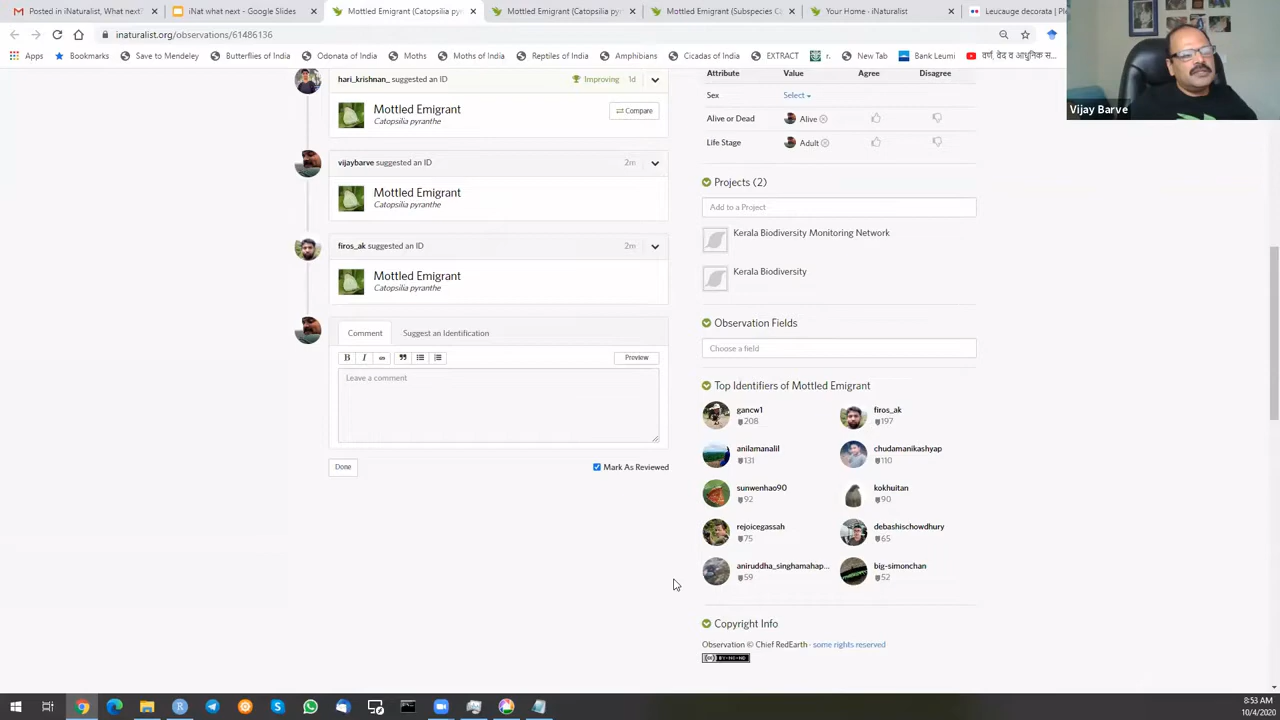 Posted in iNaturalist, What next?
iNat what next - Google Slides
Mottled Emigrant (Catopsilia py
Mottled Emigrant (Catopsilia py
Mottled Emigrant (Subspecies C
Your Home · iNaturalist
Leucauge decorata | Pl
inaturalist.org/observations/61486136
Apps
Bookmarks
Save to Mendeley
Butterflies of India
Odonata of India
Moths
Moths of India
Reptiles of India
Amphibians
Cicadas of India
EXTRACT
r.
New Tab
Bank Leumi
वर्ण, वेद व आधुनिक स...
Vijay Barve
hari_krishnan_ suggested an ID
Improving 1d
Mottled Emigrant
Catopsilia pyranthe
Compare
vijaybarve suggested an ID
2m
Mottled Emigrant
Catopsilia pyranthe
firos_ak suggested an ID
2m
Mottled Emigrant
Catopsilia pyranthe
Comment
Suggest an Identification
B I
Preview
Leave a comment
Done
Mark As Reviewed
Attribute Value Agree Disagree
Sex Select
Alive or Dead Alive
Life Stage Adult
Projects (2)
Add to a Project
Kerala Biodiversity Monitoring Network
Kerala Biodiversity
Observation Fields
Choose a field
Top Identifiers of Mottled Emigrant
gancw1
208
firos_ak
197
anilamanalil
131
chudamanikashyap
110
sunwenhao90
92
kokhuitan
90
rejoicegassah
75
debashischowdhury
65
aniruddha_singhamahap...
59
big-simonchan
52
Copyright Info
Observation © Chief RedEarth · some rights reserved
(cc) BY-NC-ND
8:53 AM
10/4/2020